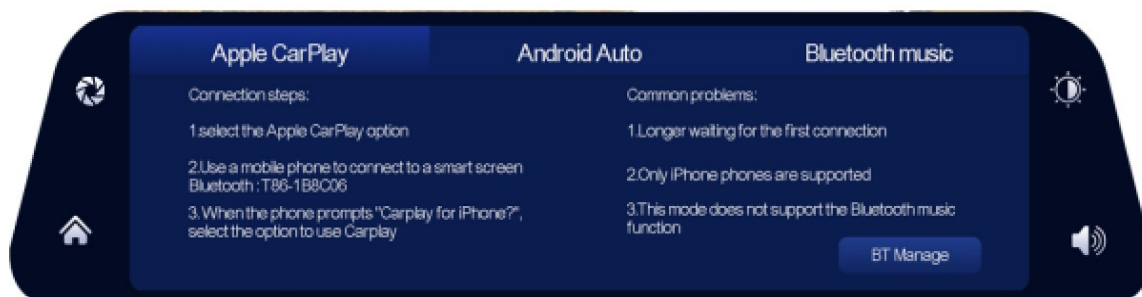 Apple CarPlay
Android Auto
Bluetooth music
Connection steps:
1.select the Apple CarPlay option
2.Use a mobile phone to connect to a smart screen
Bluetooth : T86-1B8C06
3. When the phone prompts "Carplay for iPhone?",
select the option to use Carplay
Common problems:
1.Longer waiting for the first connection
2.Only iPhone phones are supported
3.This mode does not support the Bluetooth music
function
BT Manage